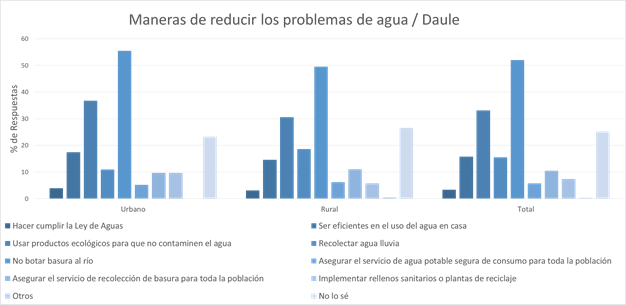 Maneras de reducir los problemas de agua / Daule
% de Respuestas
60
50
40
30
20
10
0
Urbano Rural Total
Hacer cumplir la Ley de Aguas Ser eficientes en el uso del agua en casa
Usar productos ecológicos para que no contaminen el agua Recolectar agua lluvia
No botar basura al río Asegurar el servicio de agua potable segura de consumo para toda la población
Asegurar el servicio de recolección de basura para toda la población Implementar rellenos sanitarios o plantas de reciclaje
Otros No lo sé